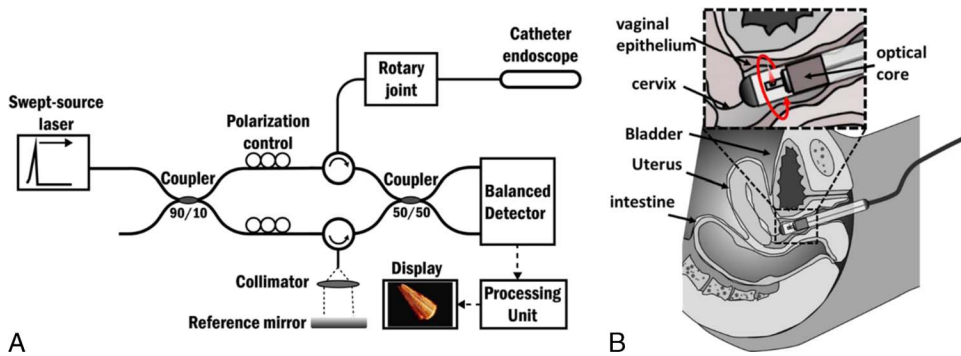 Catheter
endoscope
Rotary
joint
Swept-source
laser
Polarization
control
Coupler
90/10
Coupler
50/50
Balanced
Detector
Collimator
Reference mirror
Display
Processing
Unit
A
vaginal
epithelium
cervix
optical
core
Bladder
Uterus
intestine
B